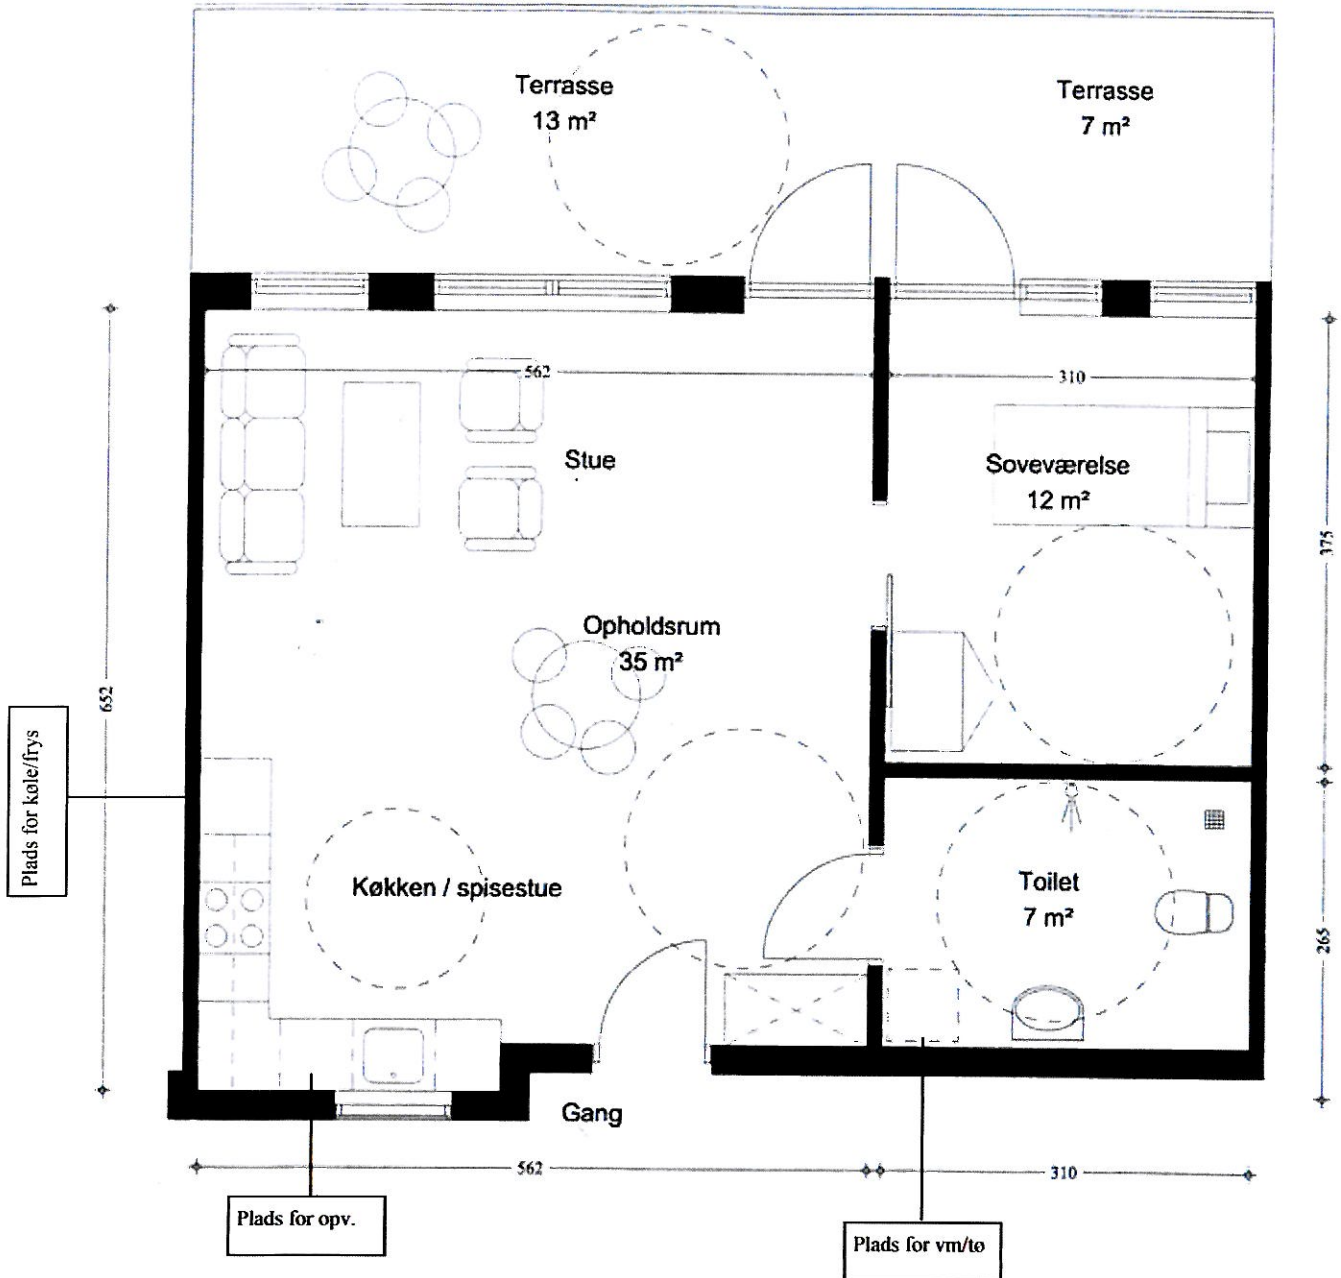 Terrasse
13 m²
Terrasse
7 m²
562
310
Stue
Soveværelse
12 m²
375
Opholdsrum
35 m²
652
Plads for køle/frys
Køkken / spisestue
Toilet
7 m²
265
Gang
562
310
Plads for opv.
Plads for vm/tø